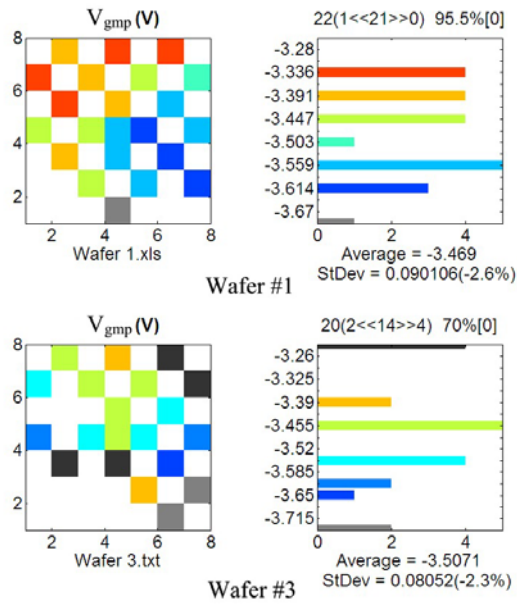 V_gmp (V)
22(1<<21>>0) 95.5%[0]
8
6
4
2
2 4 6 8
Wafer 1.xls
-3.28
-3.336
-3.391
-3.447
-3.503
-3.559
-3.614
-3.67
0 2 4
Average = -3.469
StDev = 0.090106(-2.6%)
Wafer #1
V_gmp (V)
20(2<<14>>4) 70%[0]
8
6
4
2
2 4 6 8
Wafer 3.txt
-3.26
-3.325
-3.39
-3.455
-3.52
-3.585
-3.65
-3.715
0 2 4
Average = -3.5071
StDev = 0.08052(-2.3%)
Wafer #3